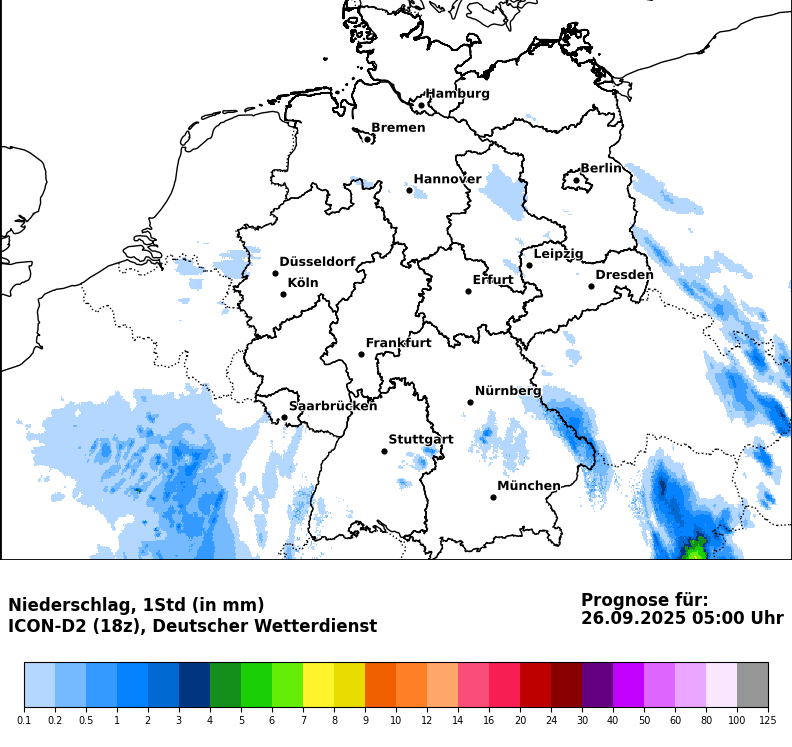 Hamburg
Bremen
Hannover
Berlin
Düsseldorf
Köln
Leipzig
Dresden
Erfurt
Frankfurt
Saarbrücken
Nürnberg
Stuttgart
München
Niederschlag, 1Std (in mm)
ICON-D2 (18z), Deutscher Wetterdienst
Prognose für:
26.09.2025 05:00 Uhr
0.1 0.2 0.5 1 2 3 4 5 6 7 8 9 10 12 14 16 20 24 30 40 50 60 80 100 125